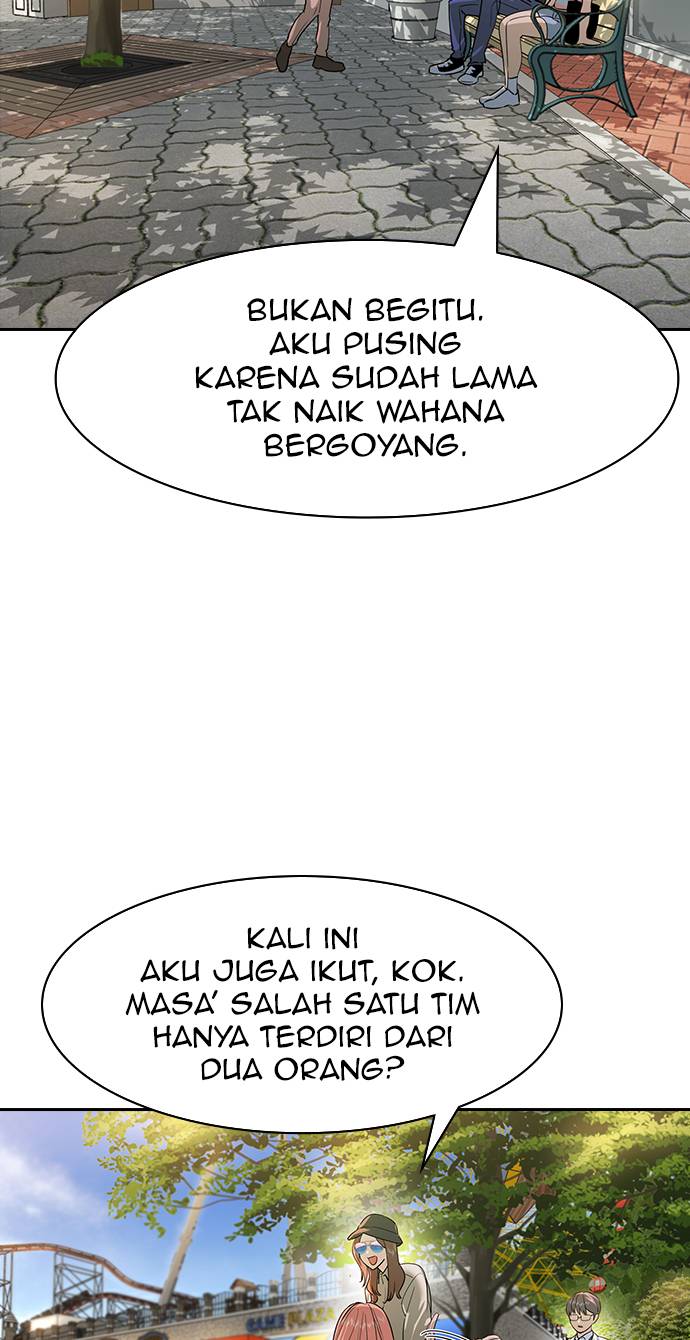 BUKAN BEGITU.
AKU PUSING
KARENA SUDAH LAMA
TAK NAIK WAHANA
BERGOYANG.
KALI INI
AKU JUGA IKUT, KOK.
MASA' SALAH SATU TIM
HANYA TERDIRI DARI
DUA ORANG?
GAME PLAZA